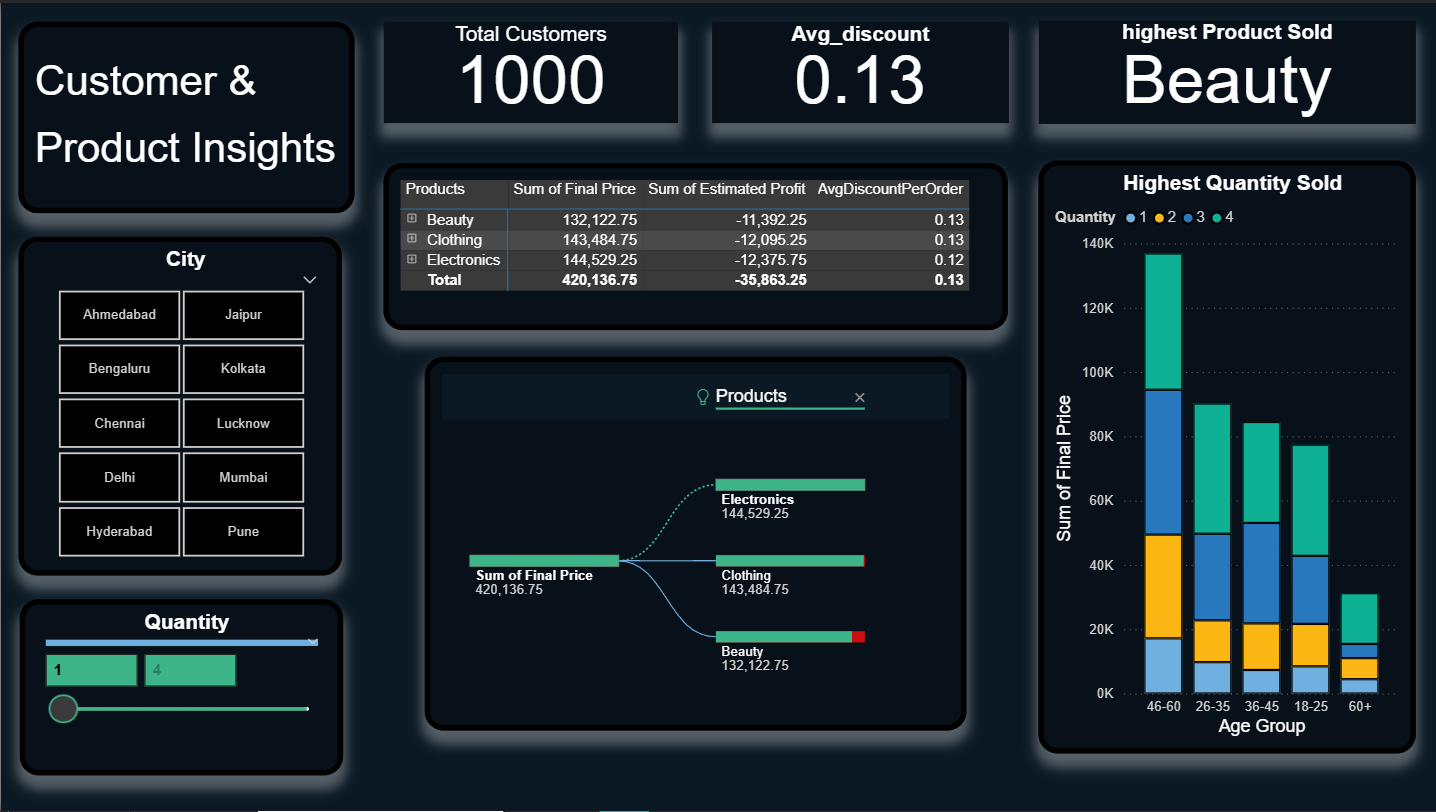 Customer &
Product Insights
Total Customers
1000
Avg_discount
0.13
highest Product Sold
Beauty
City
Ahmedabad Jaipur
Bengaluru Kolkata
Chennai Lucknow
Delhi Mumbai
Hyderabad Pune
Quantity
1 4
Products Sum of Final Price Sum of Estimated Profit AvgDiscountPerOrder
Beauty 132,122.75 -11,392.25 0.13
Clothing 143,484.75 -12,095.25 0.13
Electronics 144,529.25 -12,375.75 0.12
Total 420,136.75 -35,863.25 0.13
Products
Sum of Final Price
420,136.75
Electronics
144,529.25
Clothing
143,484.75
Beauty
132,122.75
Highest Quantity Sold
Quantity 1 2 3 4
Sum of Final Price
140K
120K
100K
80K
60K
40K
20K
0K
46-60 26-35 36-45 18-25 60+
Age Group